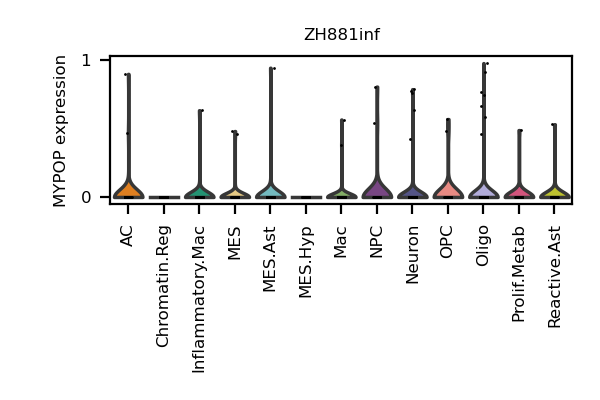 ZH881inf
MYPOP expression
1
0
AC
Chromatin.Reg
Inflammatory.Mac
MES
MES.Ast
MES.Hyp
Mac
NPC
Neuron
OPC
Oligo
Prolif.Metab
Reactive.Ast